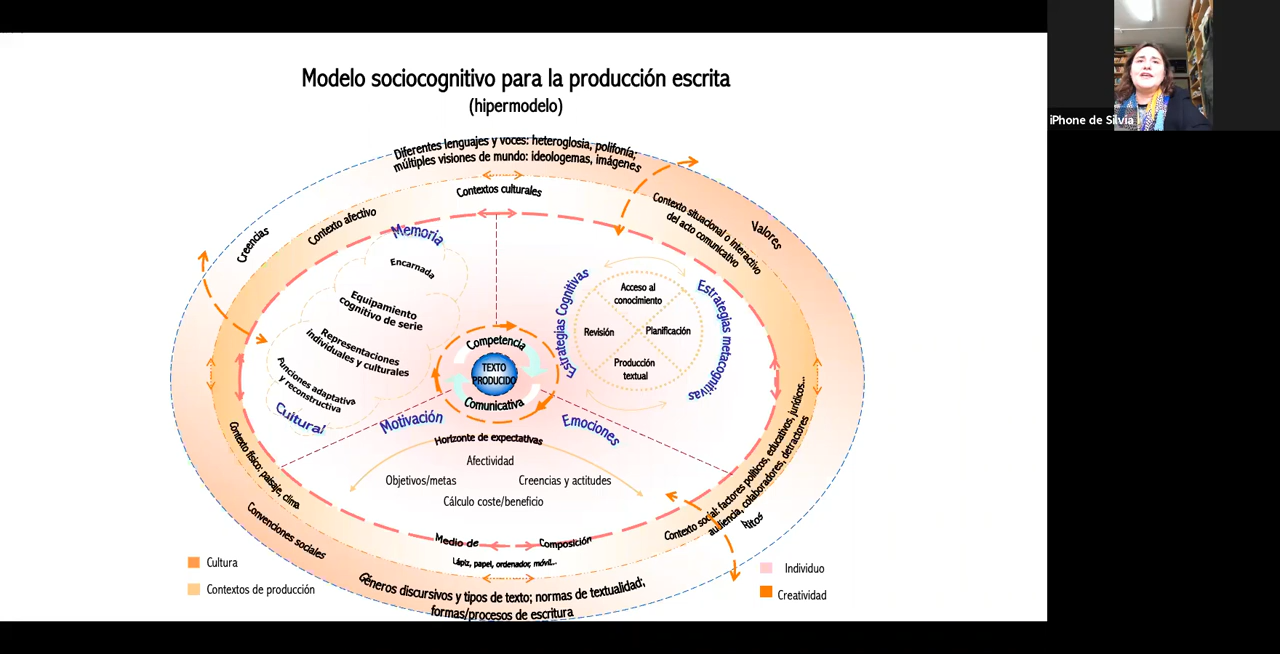 Modelo sociocognitivo para la producción escrita
(hipermodelo)
iPhone de Silvia
Diferentes lenguajes y voces: heteroglosia, polifonía;
múltiples visiones de mundo: ideologemas, imágenes
Contextos culturales
Contexto afectivo
Creencias
Contexto situacional o interactivo
del acto comunicativo
Valores
Memoria
Encarnada
Equipamiento
cognitivo de serie
Representaciones
individuales y culturales
Funciones adaptativa
y reconstructiva
Cultural
Estrategias Cognitivas
Acceso al
conocimiento
Revisión
Planificación
Producción
textual
Estrategias metacognitivas
Competencia
TEXTO
PRODUCIDO
Comunicativa
Motivación
Emociones
Horizonte de expectativas
Afectividad
Objetivos/metas
Creencias y actitudes
Cálculo coste/beneficio
Contexto físico: paisaje, clima
Convenciones sociales
Contexto social: factores políticos, educativos, jurídicos...
audiencia, colaboradores, detractores
Ritos
Medio de Composición
Lápiz, papel, ordenador, móvil...
Géneros discursivos y tipos de texto; normas de textualidad;
formas/procesos de escritura
Cultura
Contextos de producción
Individuo
Creatividad